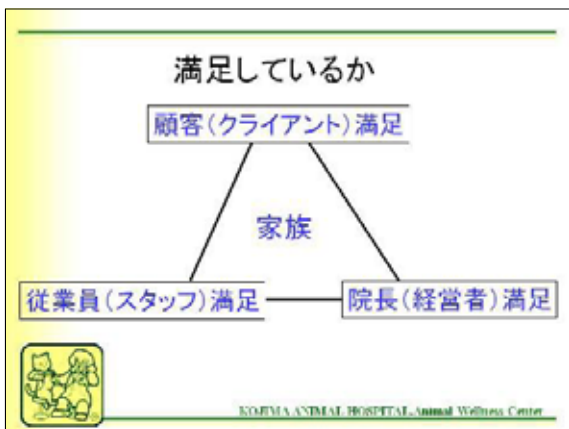 満足しているか
顧客(クライアント)満足
家族
従業員(スタッフ)満足
院長(経営者)満足
KOJIMA ANIMAL HOSPITAL Animal Wellness Center